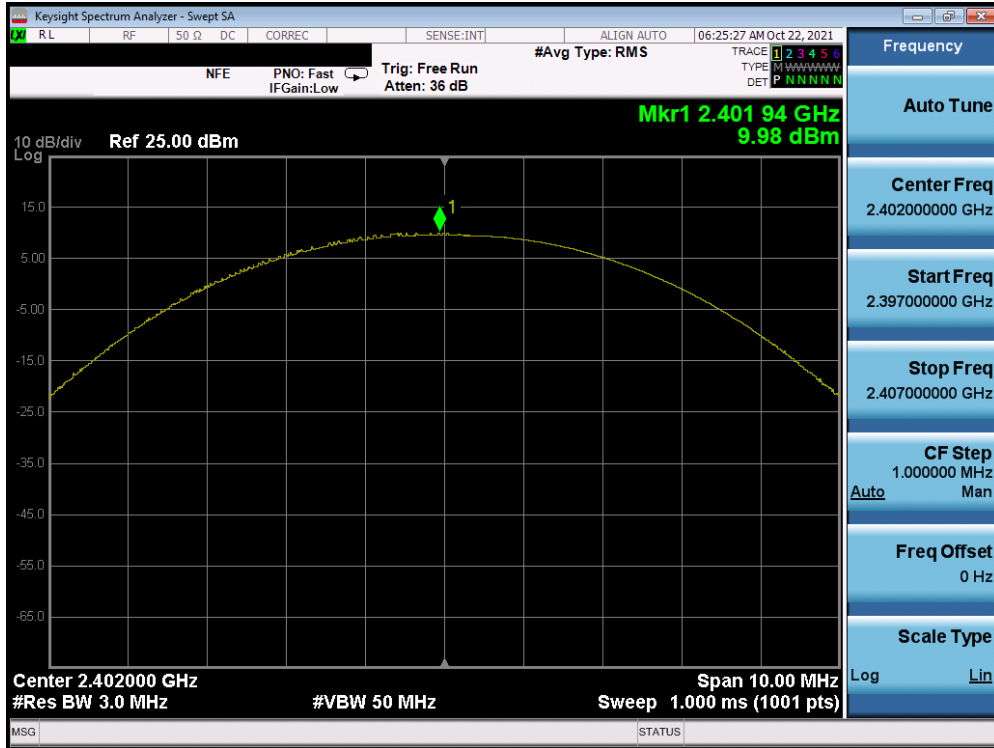 Keysight Spectrum Analyzer - Swept SA
LXI RL RF 50 Ω DC CORREC SENSE:INT ALIGN AUTO 06:25:27 AM Oct 22, 2021
#Avg Type: RMS
TRACE 1 2 3 4 5 6
NFE PNO: Fast Trig: Free Run
TYPE M WWWWW
IFGain:Low Atten: 36 dB
DET P N N N N N
Mkr1 2.401 94 GHz
9.98 dBm
10 dB/div Ref 25.00 dBm
Log
1
15.0
5.00
-5.00
-15.0
-25.0
-35.0
-45.0
-55.0
-65.0
Center 2.402000 GHz Span 10.00 MHz
#Res BW 3.0 MHz #VBW 50 MHz Sweep 1.000 ms (1001 pts)
MSG STATUS
Frequency
Auto Tune
Center Freq
2.402000000 GHz
Start Freq
2.397000000 GHz
Stop Freq
2.407000000 GHz
CF Step
1.000000 MHz
Auto Man
Freq Offset
0 Hz
Scale Type
Log Lin